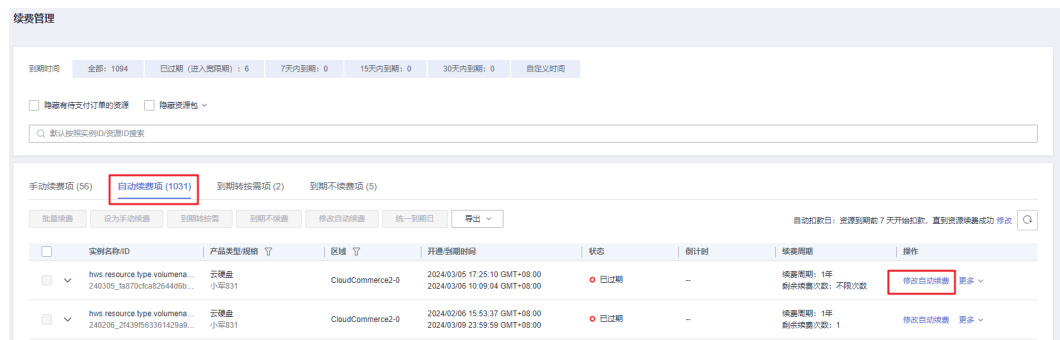 续费管理
到期时间 全部：1094 已过期（进入宽限期）：6 7天内到期：0 15天内到期：0 30天内到期：0 自定义时间
隐藏有待支付订单的资源 隐藏资源包
默认按照实例ID/资源ID搜索
手动续费项 (56) 自动续费项 (1031) 到期转按需项 (2) 到期不续费项 (5)
批量续费 设为手动续费 到期转按需 到期不续费 修改自动续费 统一到期日 导出 自动扣款日：资源到期前 7 天开始扣款，直到资源续费成功 修改
实例名称/ID 产品类型/规格 区域 开通/到期时间 状态 倒计时 续费周期 操作
hws.resource.type.volumena... 云硬盘 CloudCommerce2-0 2024/03/05 17:25:10 GMT+08:00 已过期 -- 续费周期：1年 修改自动续费 更多
240305_fa870cfca82644d6b... 小军831 2024/03/06 10:09:04 GMT+08:00 剩余续费次数：不限次数
hws.resource.type.volumena... 云硬盘 CloudCommerce2-0 2024/02/06 15:53:37 GMT+08:00 已过期 -- 续费周期：1年 修改自动续费 更多
240206_2f439f563361429a9... 小军831 2024/03/09 23:59:59 GMT+08:00 剩余续费次数：1